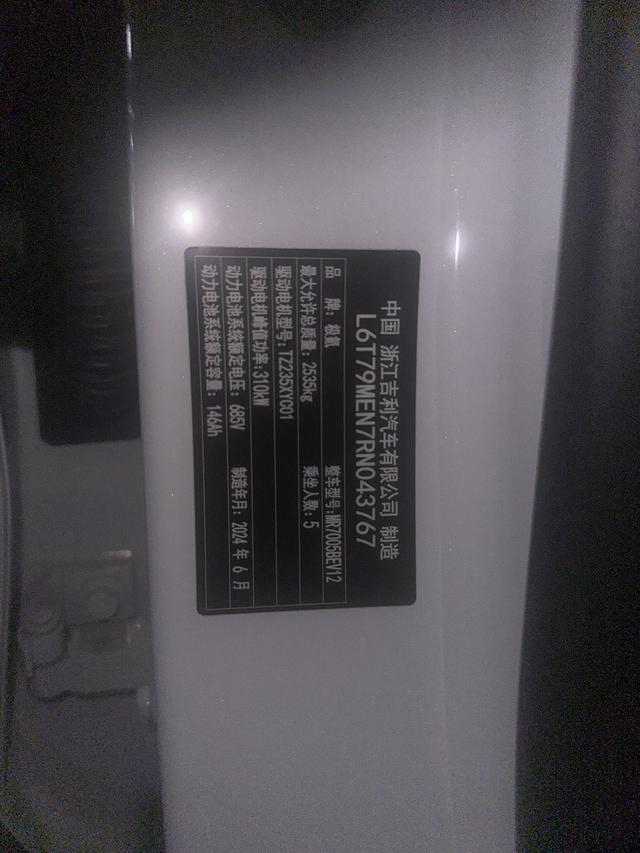 中国 浙江吉利汽车有限公司 制造
L6T79MEN7RN043767
品 牌：极氪 整车型号：MR7005BEV12
最大允许总质量：2535kg 乘坐人数：5
驱动电机型号：TZ235XYC01
驱动电机峰值功率：310kW
动力电池系统额定电压：685V 制造年月：2024 年 6 月
动力电池系统额定容量：146Ah